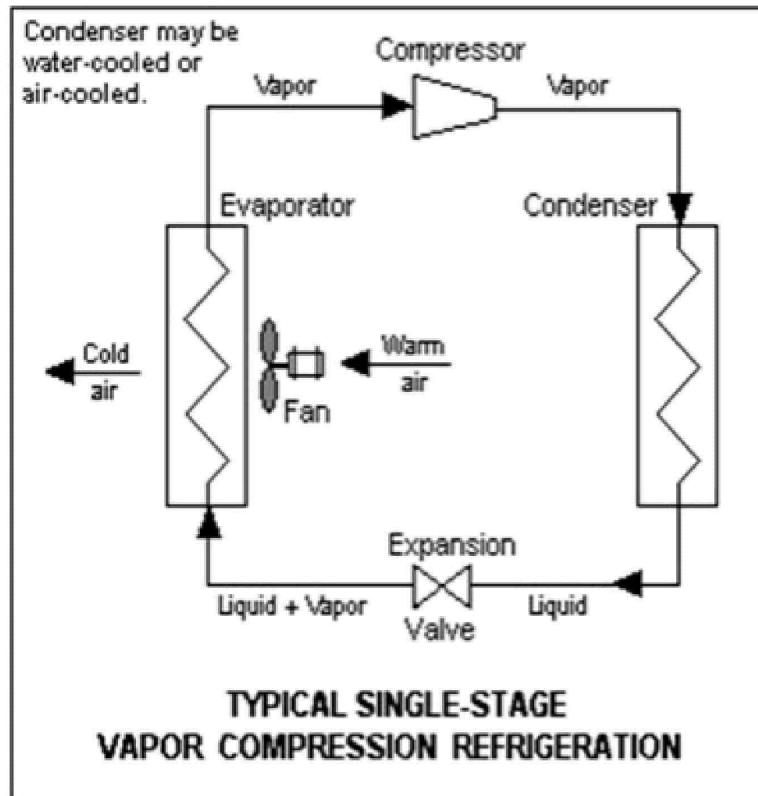 Condenser may be
water-cooled or
air-cooled.
Compressor
Vapor
Vapor
Evaporator
Condenser
Cold
air
Warm
air
Fan
Expansion
Valve
Liquid + Vapor
Liquid
TYPICAL SINGLE-STAGE
VAPOR COMPRESSION REFRIGERATION